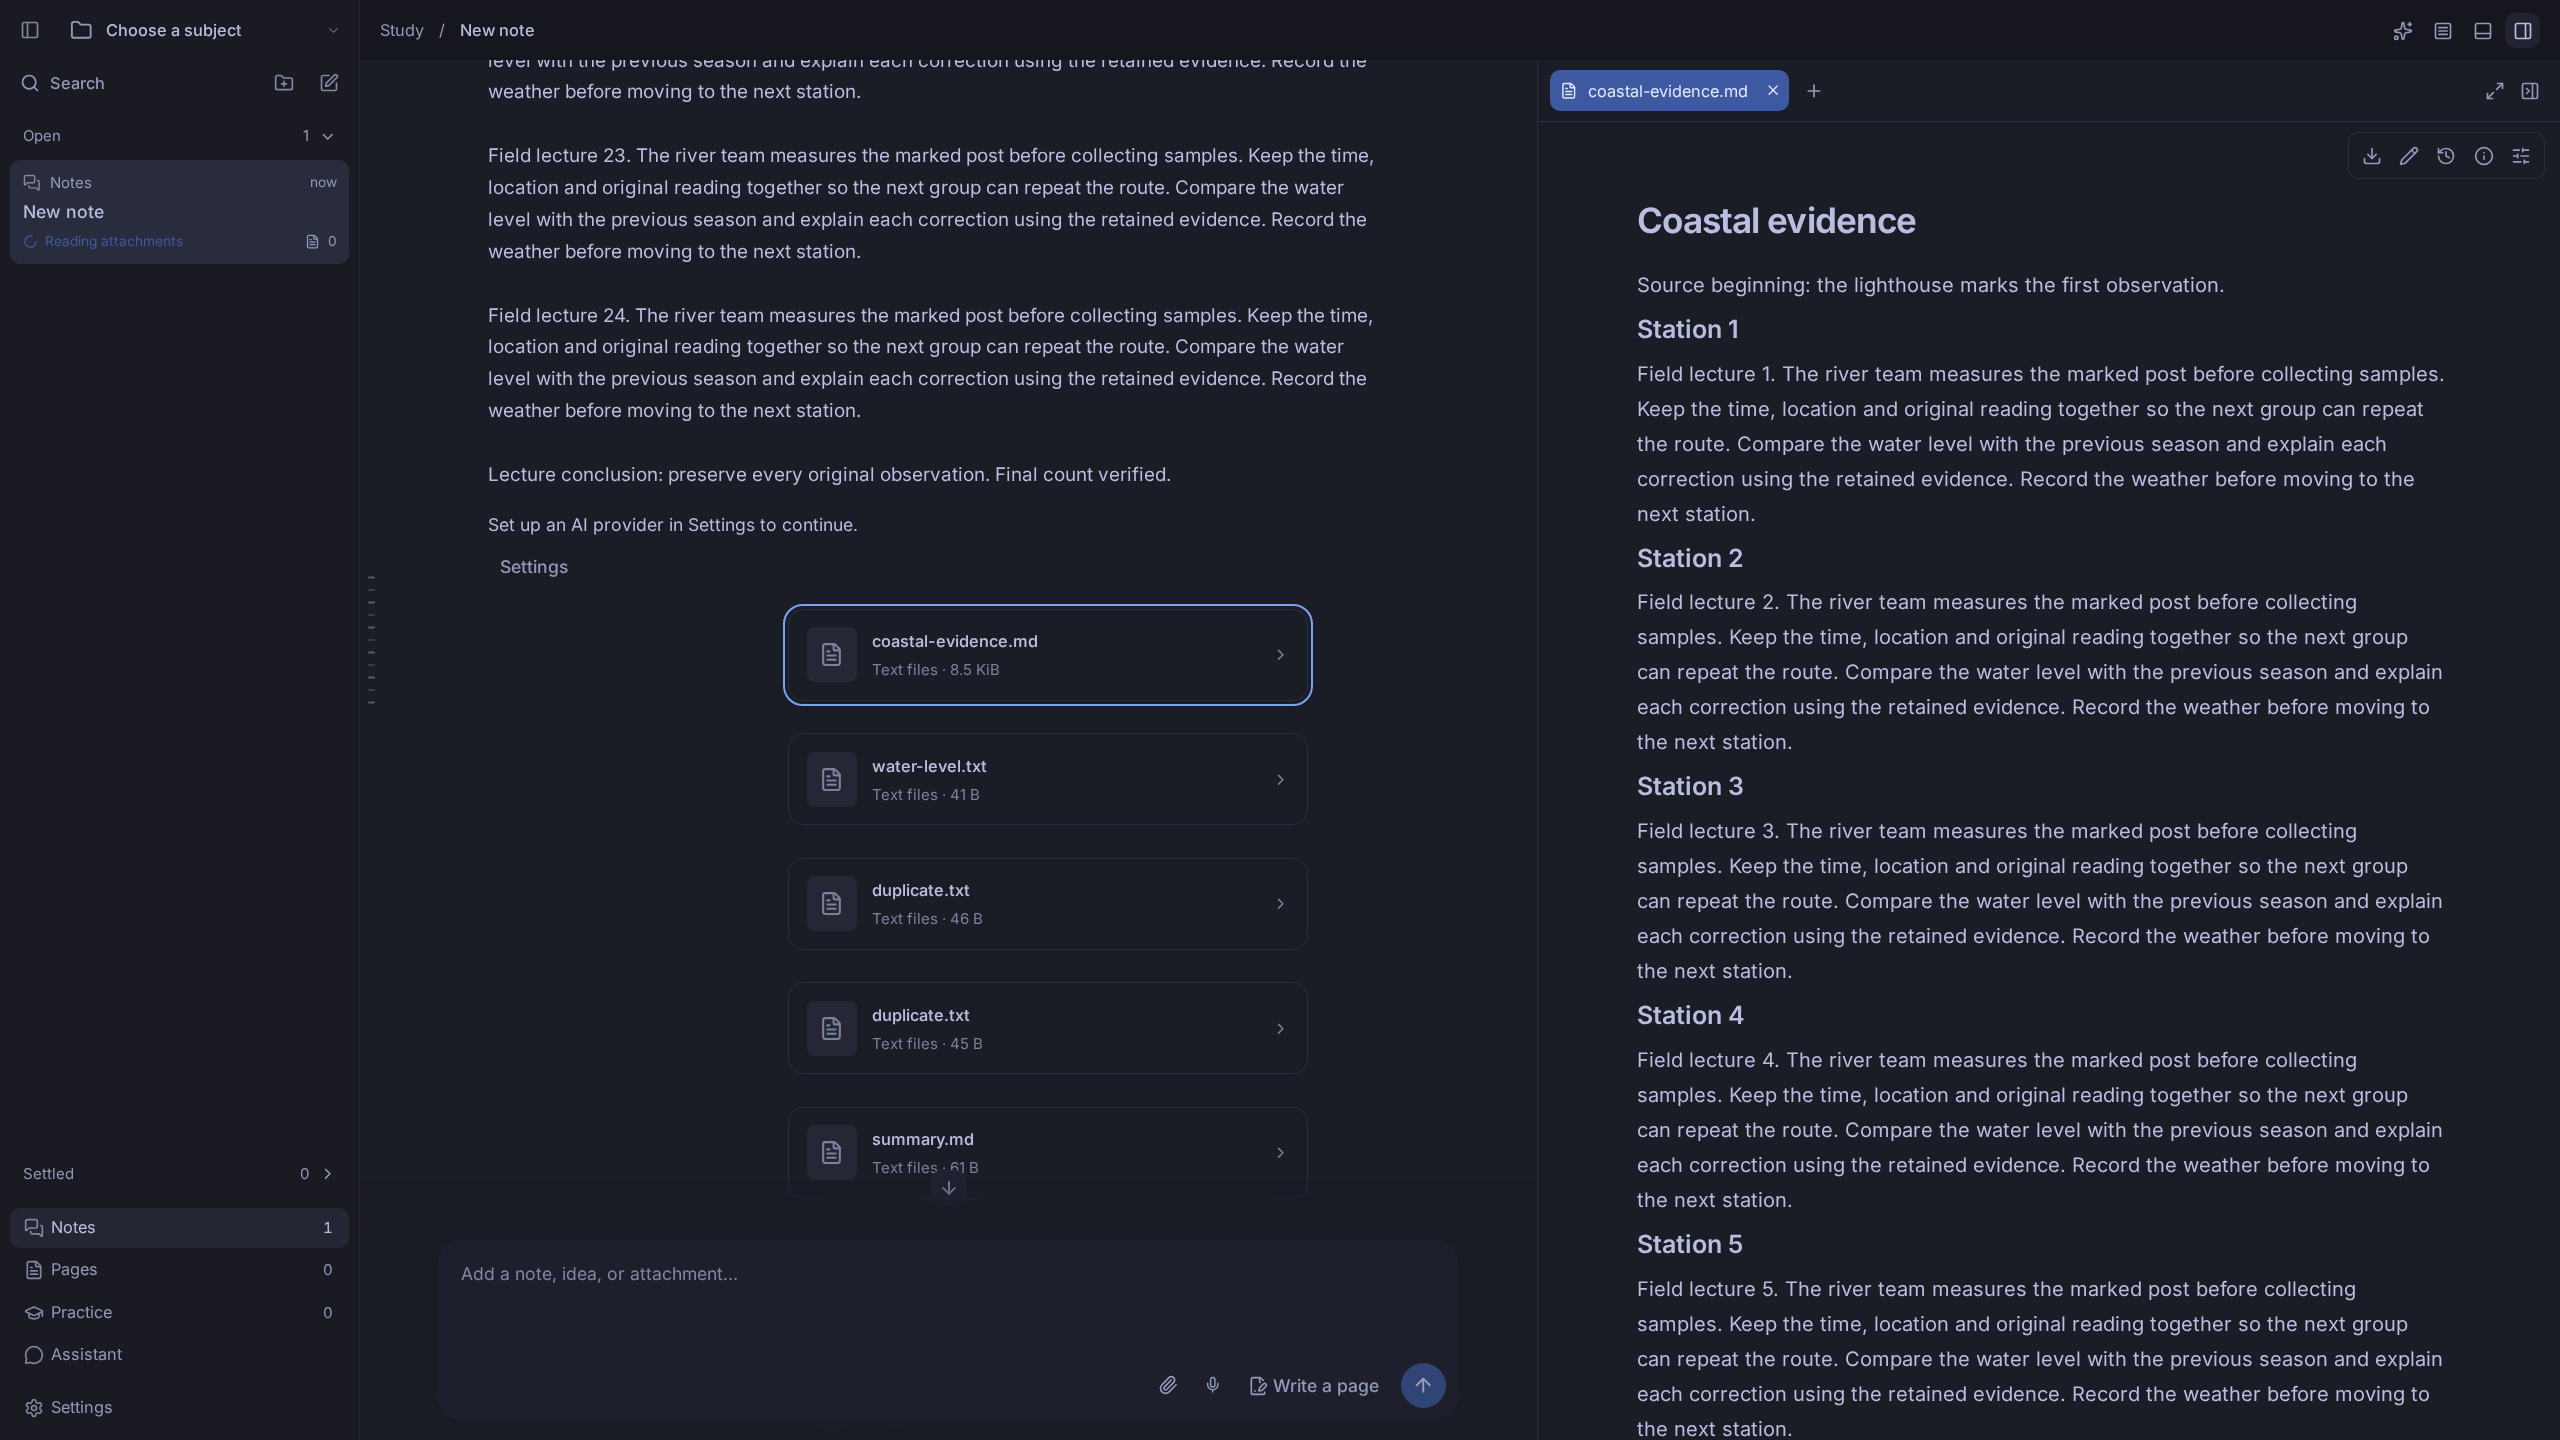 Choose a subject
Search
Open 1
Notes now
New note
Reading attachments 0
Settled 0
Notes 1
Pages 0
Practice 0
Assistant
Settings
Study / New note
level with the previous season and explain each correction using the retained evidence. Record the
weather before moving to the next station.
Field lecture 23. The river team measures the marked post before collecting samples. Keep the time,
location and original reading together so the next group can repeat the route. Compare the water
level with the previous season and explain each correction using the retained evidence. Record the
weather before moving to the next station.
Field lecture 24. The river team measures the marked post before collecting samples. Keep the time,
location and original reading together so the next group can repeat the route. Compare the water
level with the previous season and explain each correction using the retained evidence. Record the
weather before moving to the next station.
Lecture conclusion: preserve every original observation. Final count verified.
Set up an AI provider in Settings to continue.
Settings
coastal-evidence.md
Text files · 8.5 KiB
water-level.txt
Text files · 41 B
duplicate.txt
Text files · 46 B
duplicate.txt
Text files · 45 B
summary.md
Text files · 61 B
Add a note, idea, or attachment...
Write a page
coastal-evidence.md
Coastal evidence
Source beginning: the lighthouse marks the first observation.
Station 1
Field lecture 1. The river team measures the marked post before collecting samples.
Keep the time, location and original reading together so the next group can repeat
the route. Compare the water level with the previous season and explain each
correction using the retained evidence. Record the weather before moving to the
next station.
Station 2
Field lecture 2. The river team measures the marked post before collecting
samples. Keep the time, location and original reading together so the next group
can repeat the route. Compare the water level with the previous season and explain
each correction using the retained evidence. Record the weather before moving to
the next station.
Station 3
Field lecture 3. The river team measures the marked post before collecting
samples. Keep the time, location and original reading together so the next group
can repeat the route. Compare the water level with the previous season and explain
each correction using the retained evidence. Record the weather before moving to
the next station.
Station 4
Field lecture 4. The river team measures the marked post before collecting
samples. Keep the time, location and original reading together so the next group
can repeat the route. Compare the water level with the previous season and explain
each correction using the retained evidence. Record the weather before moving to
the next station.
Station 5
Field lecture 5. The river team measures the marked post before collecting
samples. Keep the time, location and original reading together so the next group
can repeat the route. Compare the water level with the previous season and explain
each correction using the retained evidence. Record the weather before moving to
the next station.